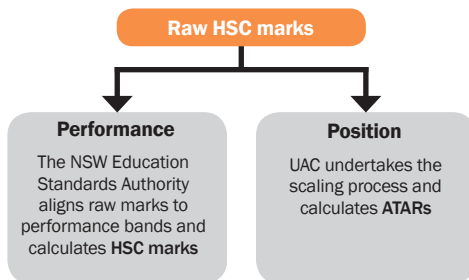 Raw HSC marks
Performance
The NSW Education
Standards Authority
aligns raw marks to
performance bands and
calculates HSC marks
Position
UAC undertakes the
scaling process and
calculates ATARs